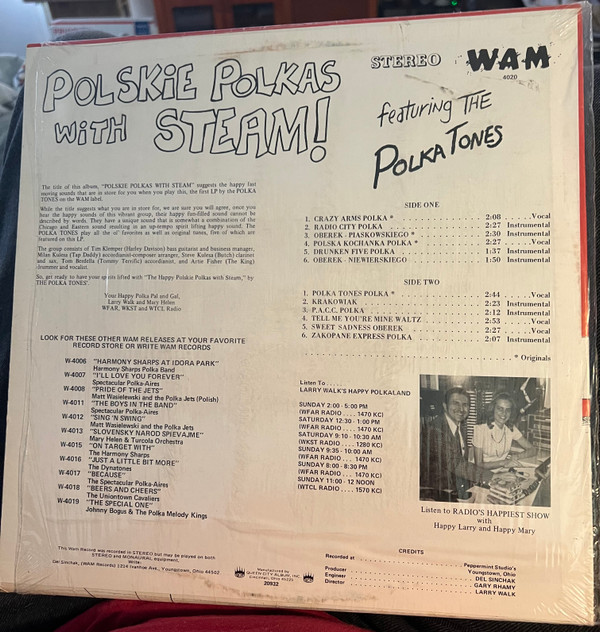 POLSKIE POLKAS
WITH STEAM!
STEREO WAM
4020
featuring THE
POLKA TONES
The title of this album, "POLSKIE POLKAS WITH STEAM" suggests the happy fast
moving sounds that are in store for you when you play this, the first LP by the POLKA
TONES on the WAM label.
While the title suggests what you are in store for, we are sure you will agree, once you
hear the happy sounds of this vibrant group, their happy fun-filled sound cannot be
described by words. They have a unique sound that is somewhat a combination of the
Chicago and Eastern sound resulting in an up-tempo spirit lifting happy sound. The
POLKA TONES play all the ol' favorites as well as original tunes, five of which are
featured on this LP.
The group consists of Tim Klemper (Hasby Darision) bass guitarist and business manager,
Milan Kulens (Tap Daddy) accordianist-composer arranger, Steve Kulens (Butch) clarinet
and sax, Tom Bredella (Tommy Terrific) accordianist, and Artie Fisher (The King)
drummer and vocalist.
So, get ready to have your spirits lifted with "The Happy Polskie Polkas with Steam," by
THE POLKA TONES'.
Your Happy Polka Pal and Gal,
Larry Walk and Mary Helen
WFAR, WKST and WTCL Radio
SIDE ONE
1. CRAZY ARMS POLKA * 2:08 Vocal
2. RADIO CITY POLKA 2:27 Instrumental
3. OBEREK - PIASKOWSKIEGO * 2:30 Instrumental
4. POLSKA KOCHANKA POLKA * 2:27 Vocal
5. DRUNKEN FIVE POLKA 1:37 Instrumental
6. OBEREK - NIEWIERSKIEGO 1:50 Instrumental
SIDE TWO
1. POLKA TONES POLKA * 2:44 Vocal
2. KRAKOWIAK 2:23 Instrumental
3. P.A.C.C. POLKA 2:12 Instrumental
4. TELL ME YOU'RE MINE WALTZ 2:53 Vocal
5. SWEET SADNESS OBEREK 2:27 Vocal
6. ZAKOPANE EXPRESS POLKA 2:07 Instrumental
* Originals
LOOK FOR THESE OTHER WAM RELEASES AT YOUR FAVORITE
RECORD STORE OR WRITE WAM RECORDS
W-4006 "HARMONY SHARPS AT IDORA PARK"
Harmony Sharps Polka Band
W-4007 "I'LL LOVE YOU FOREVER"
Spectacular Polka-Aires
W-4008 "PRIDE OF THE JETS"
Matt Wasielewski and the Polka Jets (Polish)
W-4011 "THE BOYS IN THE BAND"
Spectacular Polka-Aires
W-4012 "SING 'N SWING"
Matt Wasielewski and the Polka Jets
W-4013 "SLOVENSKY NAROD SPIEVAJME"
Mary Helen & Turcola Orchestra
W-4015 "ON TARGET WITH"
The Harmony Sharps
W-4016 "JUST A LITTLE BIT MORE"
The Dynatones
W-4017 "BECAUSE"
The Spectacular Polka-Aires
W-4018 "BEERS AND CHEERS"
The Uniontown Cavaliers
W-4019 "THE SPECIAL ONE"
Johnny Bogus & The Polka Melody Kings
Listen To . . . .
LARRY WALK'S HAPPY POLKALAND
SUNDAY 2:00 - 5:00 PM
(WFAR RADIO . . . . 1470 KC)
SATURDAY 12:30 - 1:00 PM
(WFAR RADIO . . . . 1470 KC)
SATURDAY 9:10 - 10:30 AM
(WKST RADIO . . . . 1280 KC)
SUNDAY 9:35 - 10:00 AM
(WFAR RADIO . . . . 1470 KC)
SUNDAY 8:00 - 8:30 PM
(WFAR RADIO . . . . 1470 KC)
SUNDAY 11:00 - 12 NOON
(WTCL RADIO . . . . 1570 KC)
Listen to RADIO'S HAPPIEST SHOW
with
Happy Larry and Happy Mary
This Wam Record was recorded in STEREO but may be played on both
STEREO and MONAURAL equipment.
Write
Del Sinchak, (WAM Records) 1254 Ivanhoe Ave., Youngstown, Ohio 44502
Manufactured by
QUEEN CITY ALBUM, INC.
Cincinnati, Ohio
20932
CREDITS
Recorded at Peppermint Studio's
Youngstown, Ohio
Producer DEL SINCHAK
Engineer GARY RHAMY
Director LARRY WALK